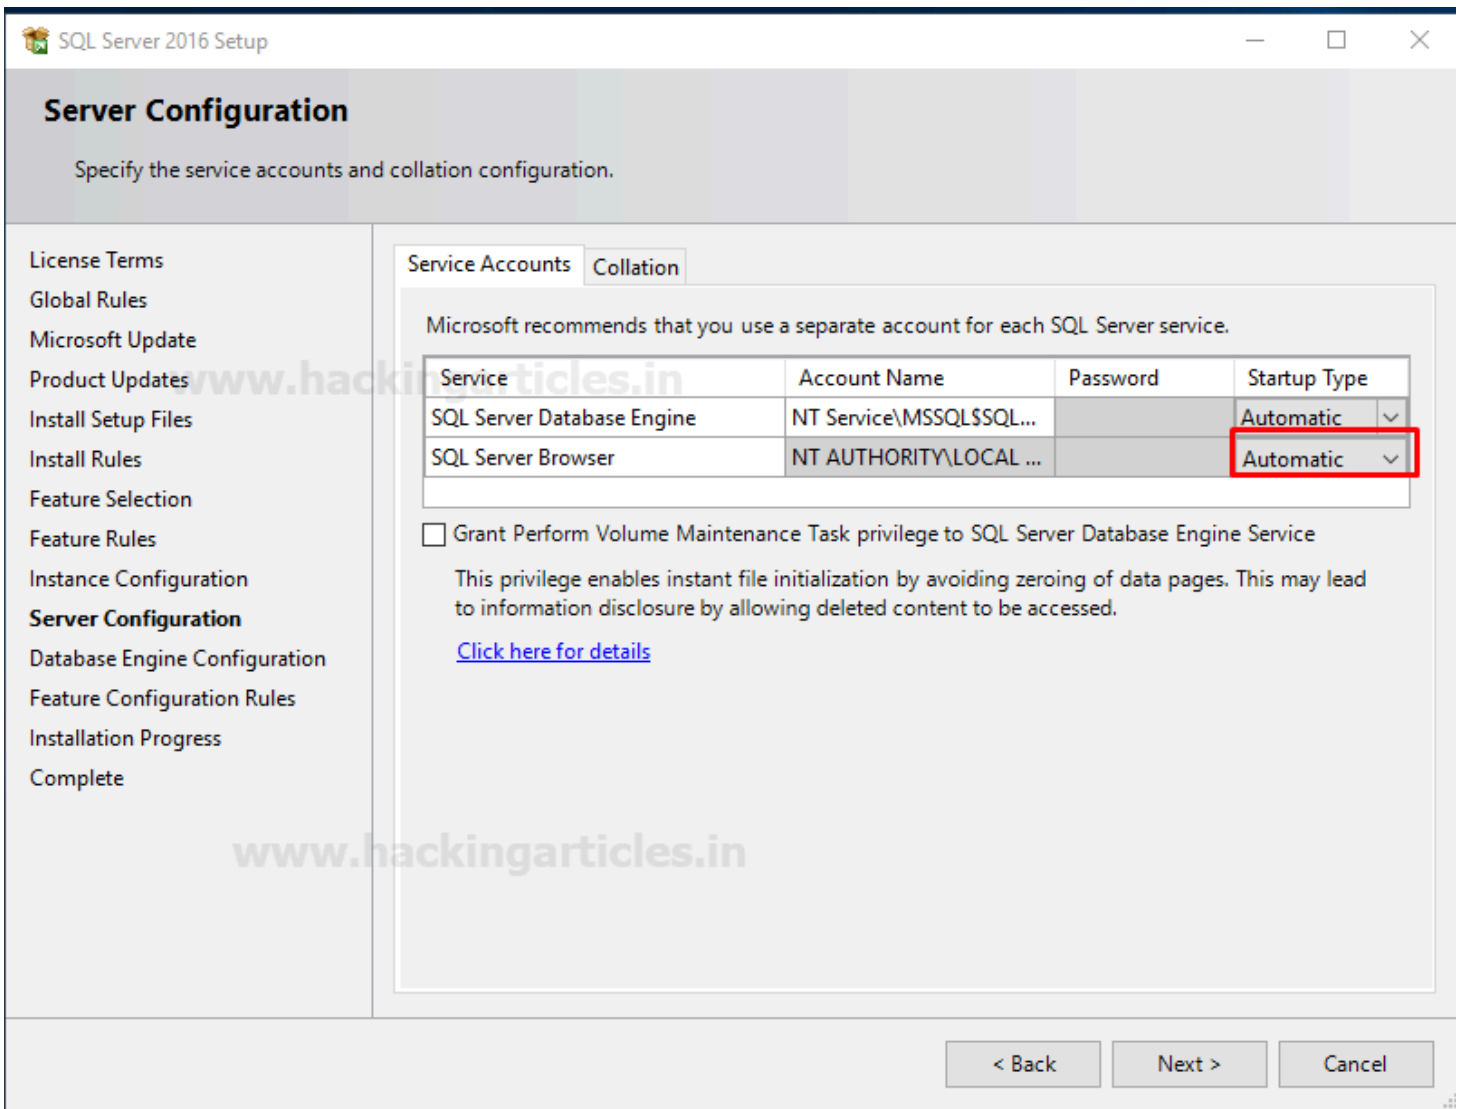 SQL Server 2016 Setup
Server Configuration
Specify the service accounts and collation configuration.
License Terms
Global Rules
Microsoft Update
Product Updates
Install Setup Files
Install Rules
Feature Selection
Feature Rules
Instance Configuration
Server Configuration
Database Engine Configuration
Feature Configuration Rules
Installation Progress
Complete
Service Accounts Collation
Microsoft recommends that you use a separate account for each SQL Server service.
www.hackingarticles.in
Service Account Name Password Startup Type
SQL Server Database Engine NT Service\MSSQL$SQL... Automatic
SQL Server Browser NT AUTHORITY\LOCAL ... Automatic
Grant Perform Volume Maintenance Task privilege to SQL Server Database Engine Service
This privilege enables instant file initialization by avoiding zeroing of data pages. This may lead
to information disclosure by allowing deleted content to be accessed.
Click here for details
www.hackingarticles.in
< Back Next > Cancel